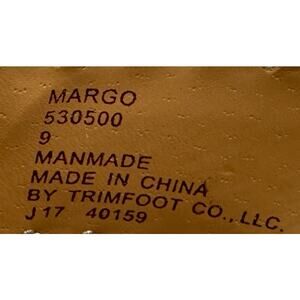 MARGO
530500
9
MANMADE
MADE IN CHINA
BY TRIMFOOT CO., LLC.
J17 40159